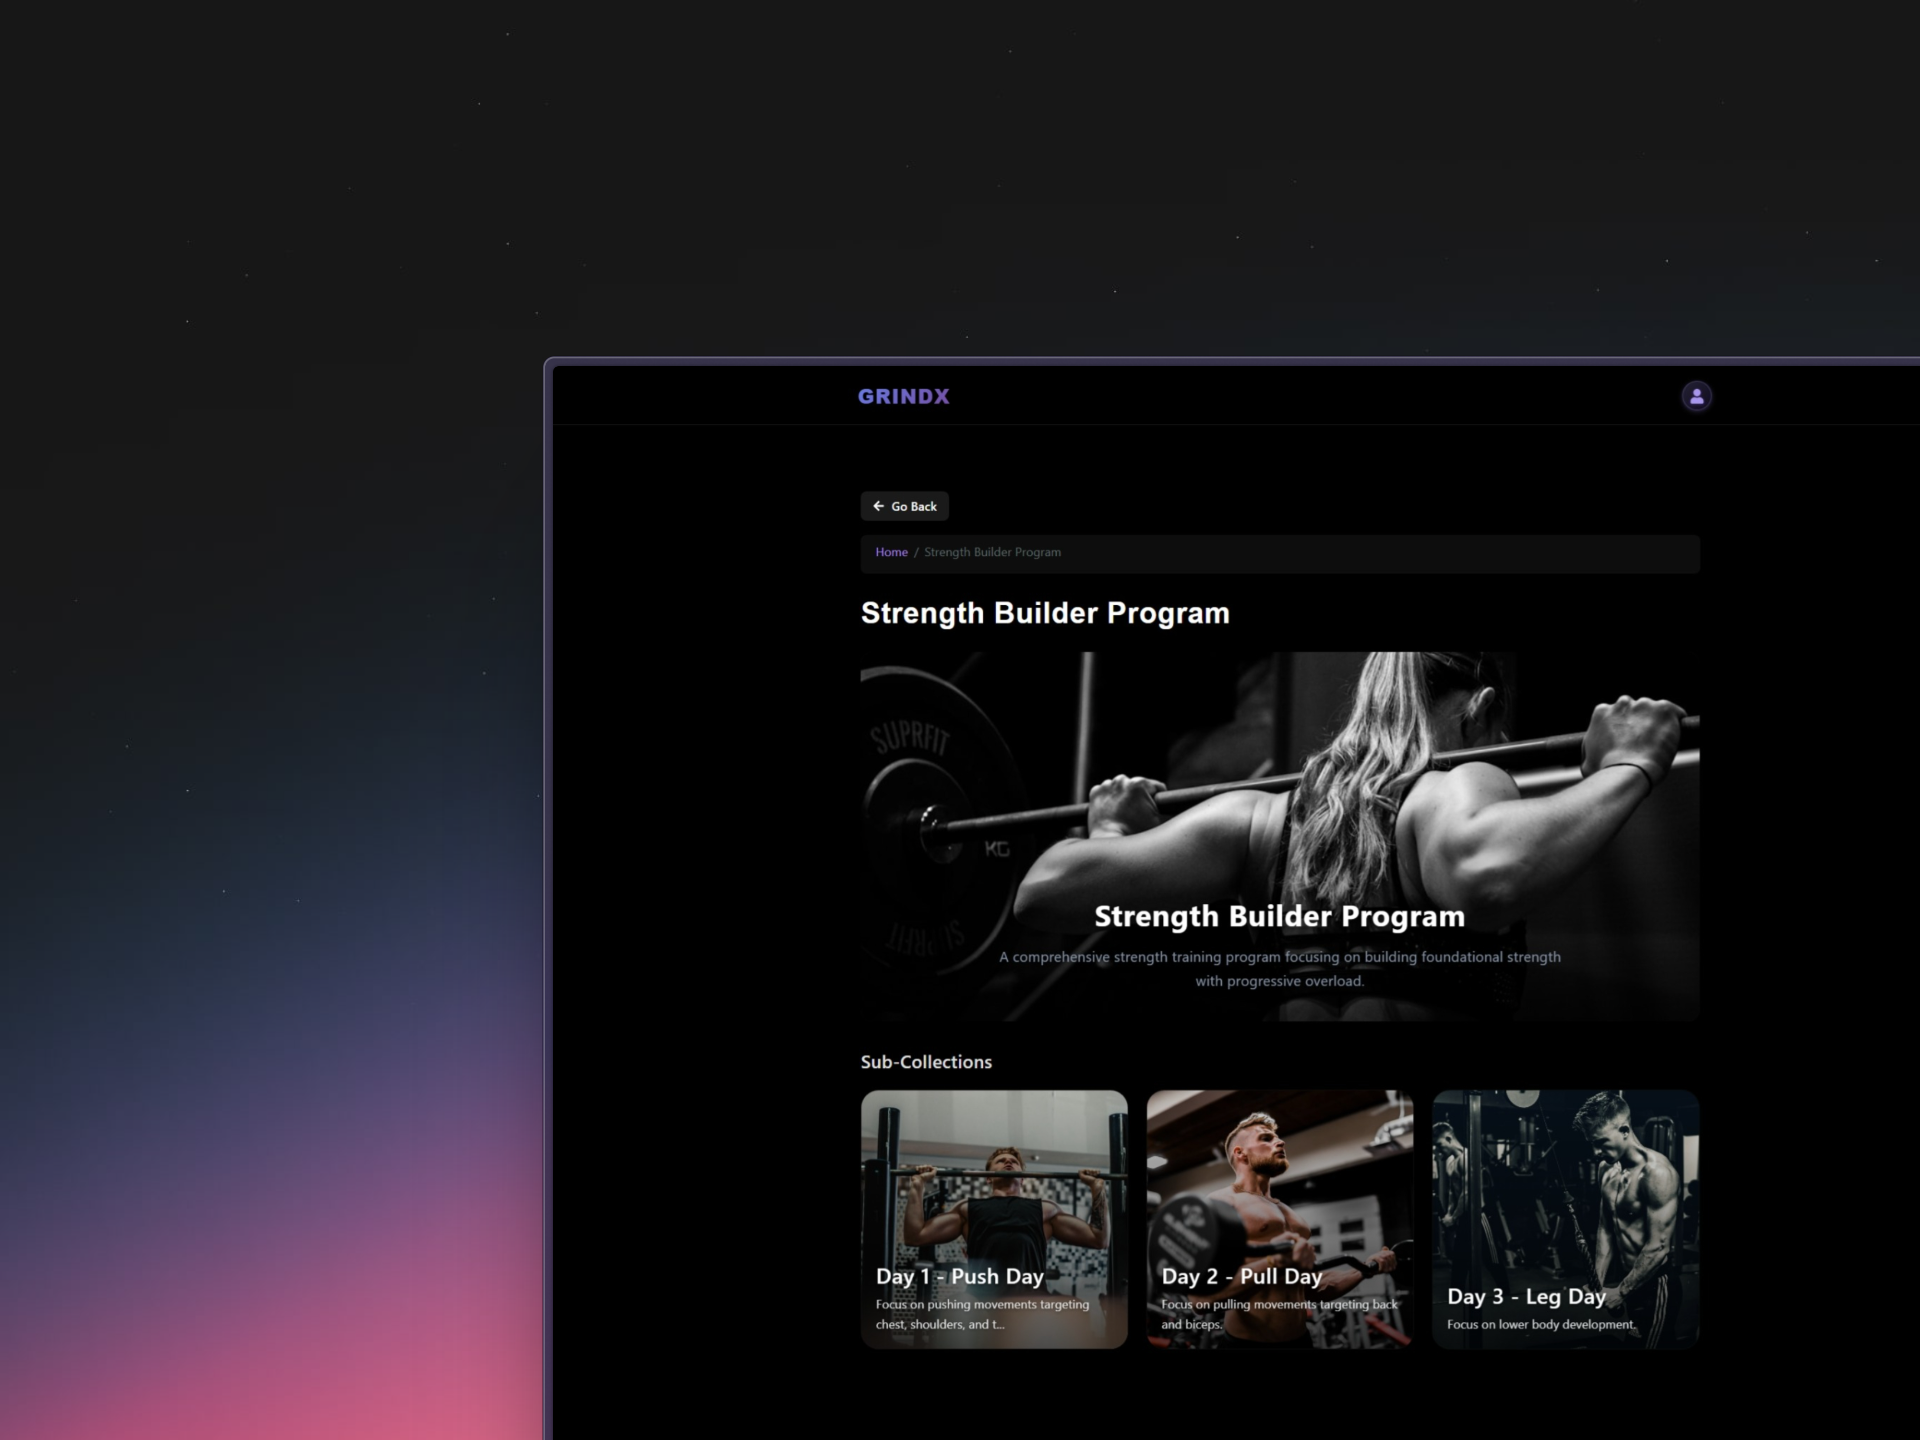 GRINDX
Go Back
Home / Strength Builder Program
Strength Builder Program
SUPRFIT
KG
SUPRFIT
Strength Builder Program
A comprehensive strength training program focusing on building foundational strength
with progressive overload.
Sub-Collections
Day 1 - Push Day
Focus on pushing movements targeting
chest, shoulders, and t...
Day 2 - Pull Day
Focus on pulling movements targeting back
and biceps.
Day 3 - Leg Day
Focus on lower body development.